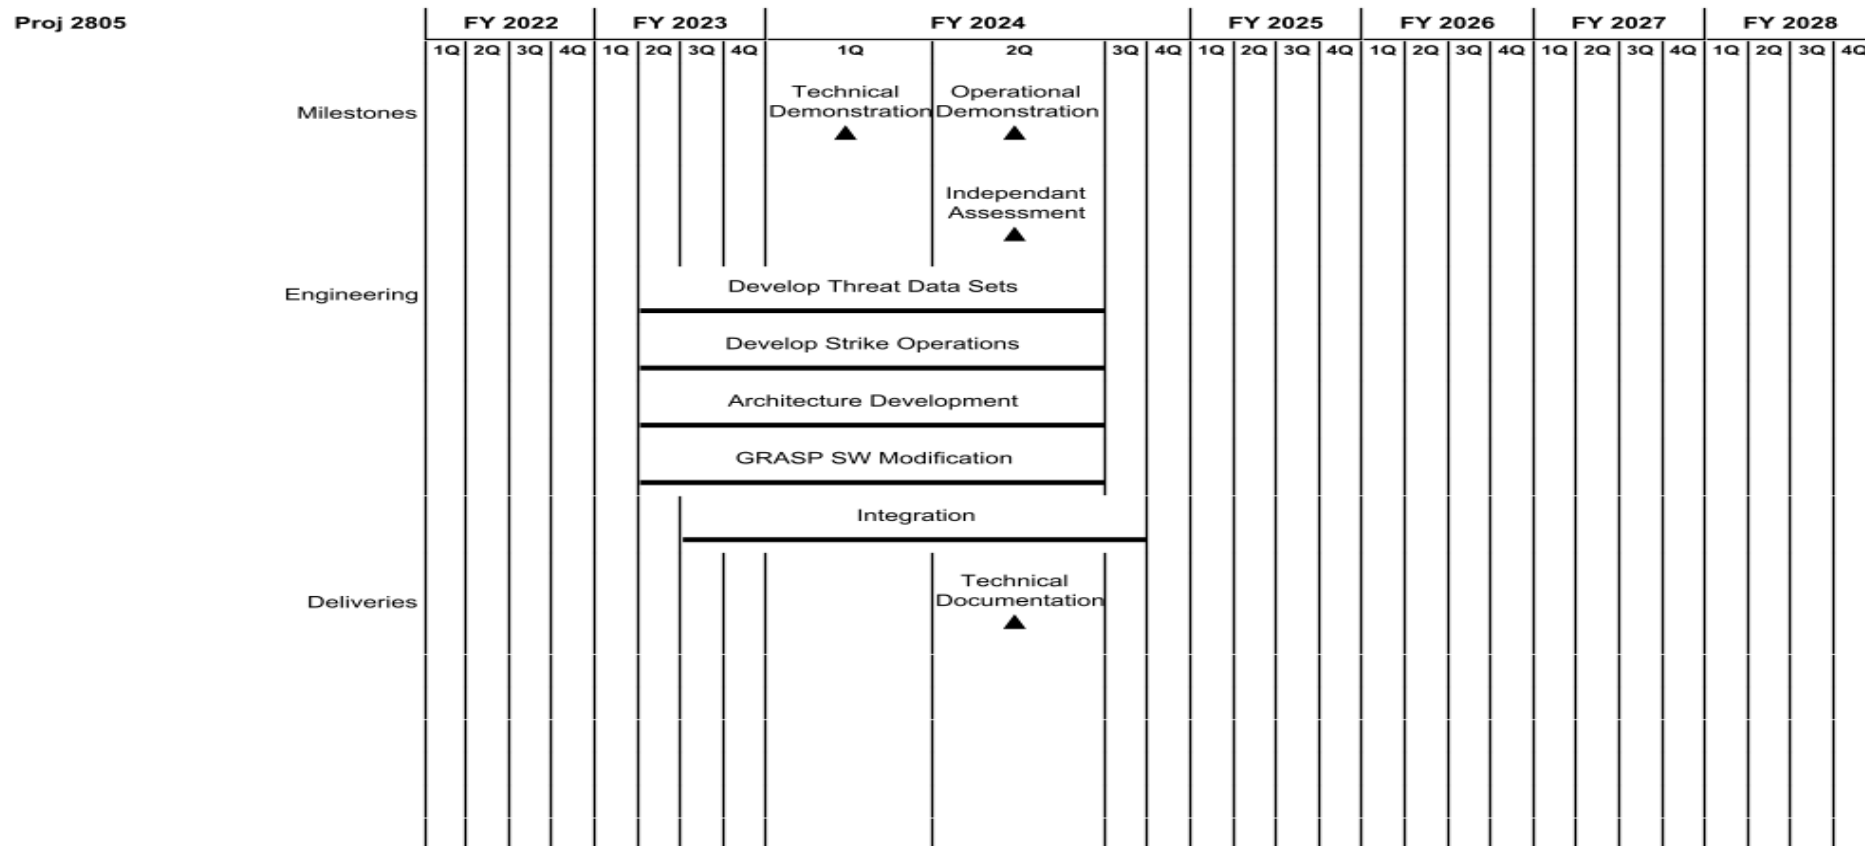 Proj 2805 FY 2022 FY 2023 FY 2024 FY 2025 FY 2026 FY 2027 FY 2028
1Q 2Q 3Q 4Q 1Q 2Q 3Q 4Q 1Q 2Q 3Q 4Q 1Q 2Q 3Q 4Q 1Q 2Q 3Q 4Q 1Q 2Q 3Q 4Q 1Q 2Q 3Q 4Q
Milestones
Technical
Demonstration
Operational
Demonstration
Independant
Assessment
Engineering
Develop Threat Data Sets
Develop Strike Operations
Architecture Development
GRASP SW Modification
Integration
Deliveries
Technical
Documentation